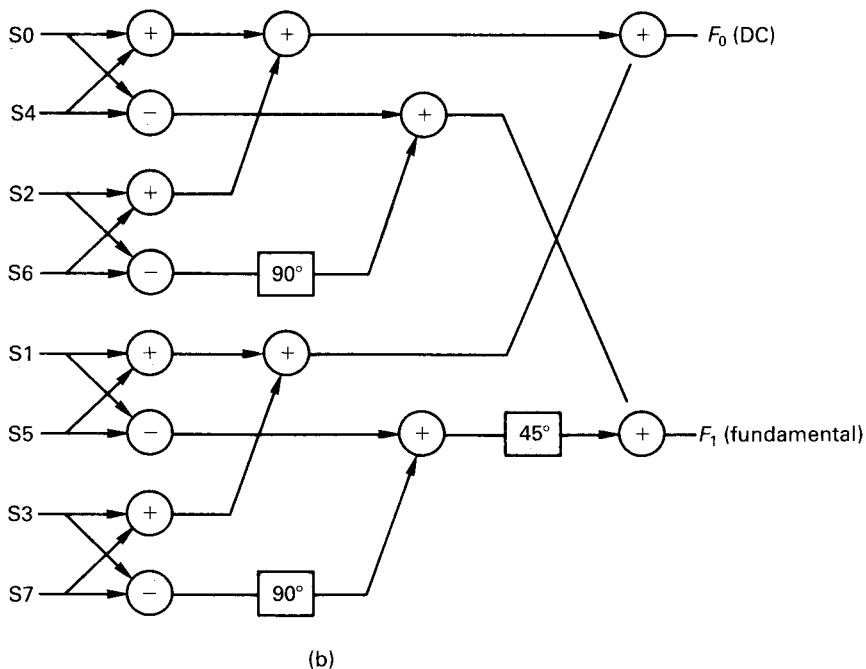 S0 + + + F₀ (DC)
S4 − +
S2 +
S6 − 90°
S1 + +
S5 − + 45° + F₁ (fundamental)
S3 +
S7 − 90°
(b)